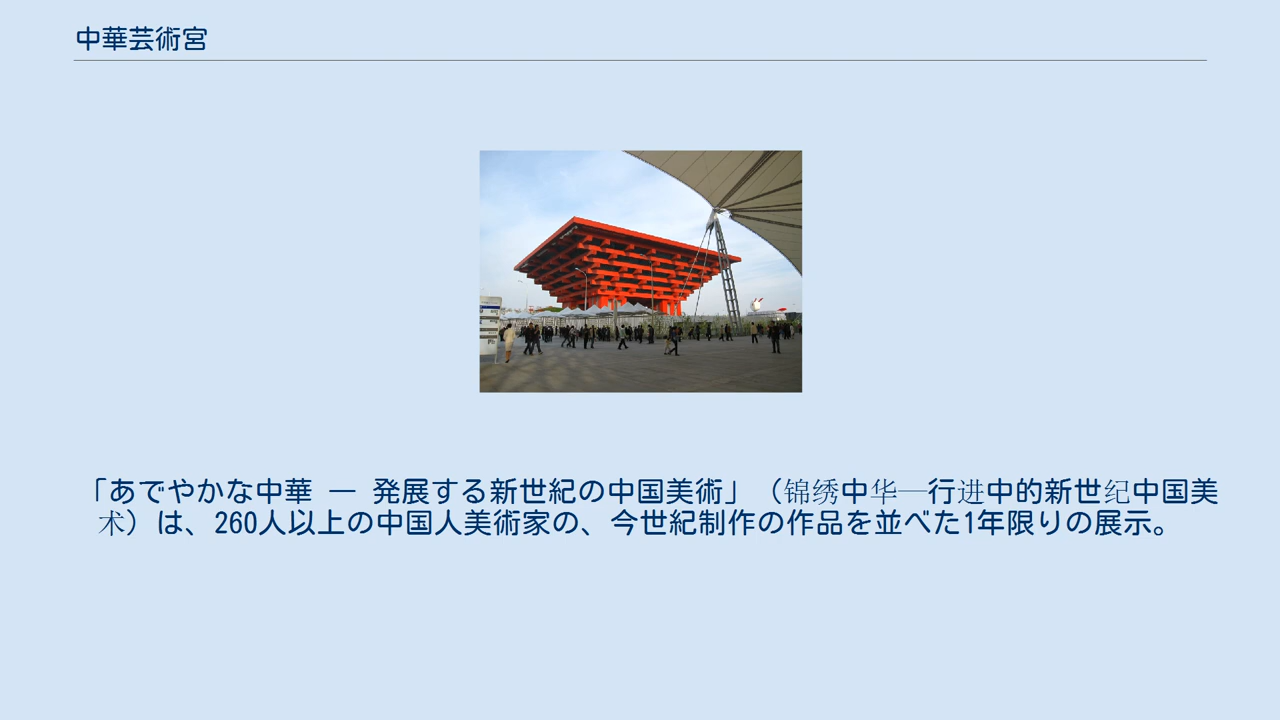 中華芸術宮
「あでやかな中華 — 発展する新世紀の中国美術」（锦绣中华—行进中的新世纪中国美
术）は、260人以上の中国人美術家の、今世紀制作の作品を並べた1年限りの展示。